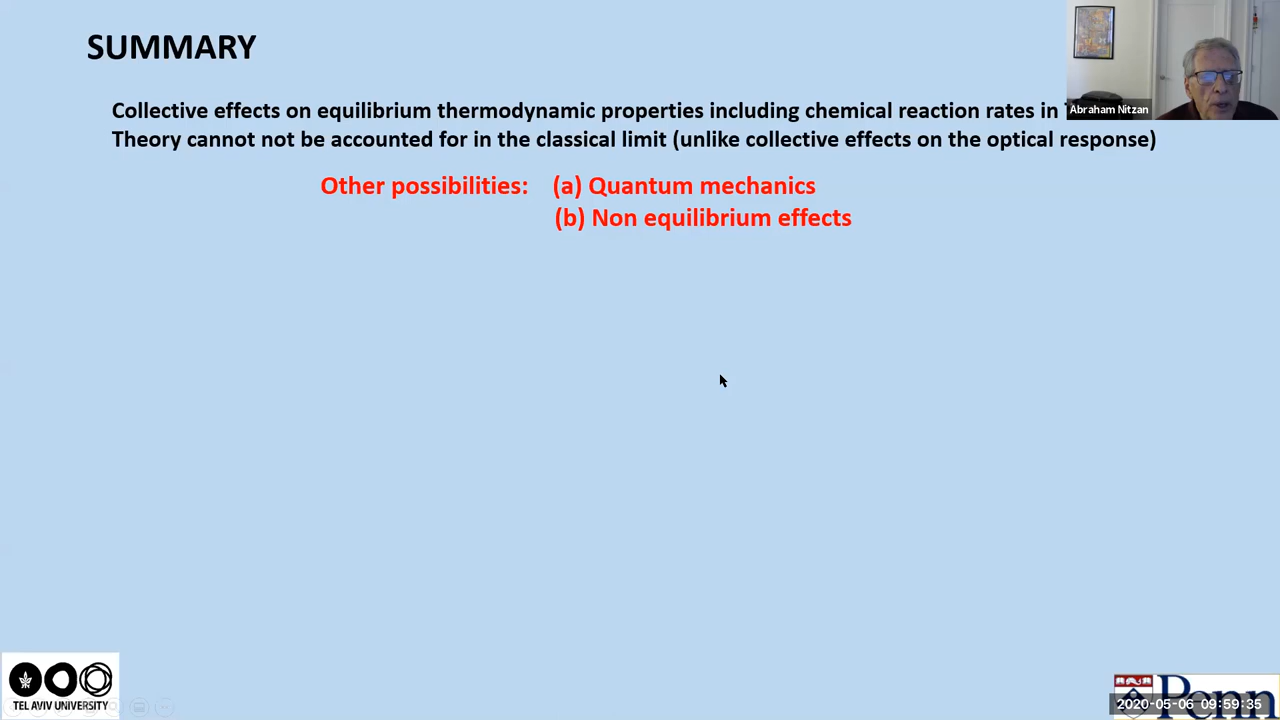 SUMMARY
Collective effects on equilibrium thermodynamic properties including chemical reaction rates in
Theory cannot not be accounted for in the classical limit (unlike collective effects on the optical response)
Other possibilities: (a) Quantum mechanics
(b) Non equilibrium effects
Abraham Nitzan
TEL AVIV UNIVERSITY
Penn
2020-05-06 09:59:35